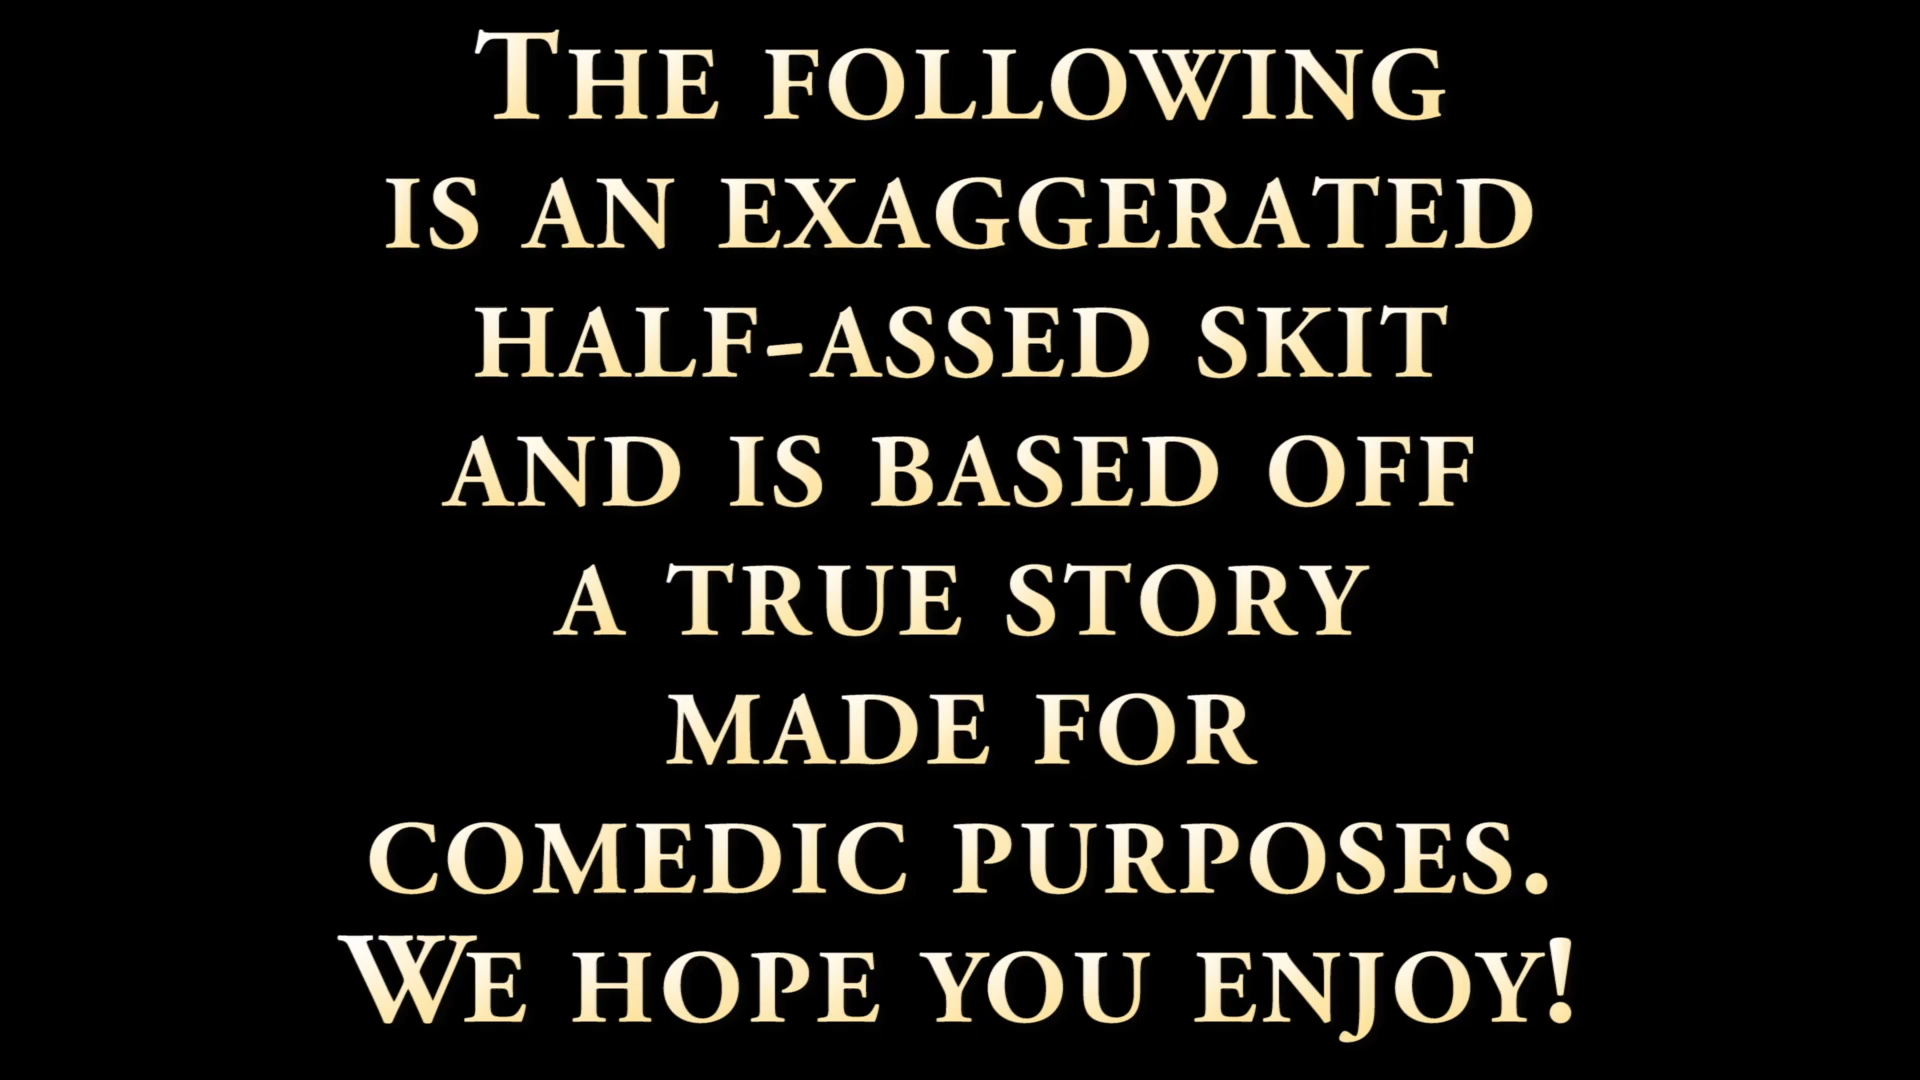 The following
is an exaggerated
half-assed skit
and is based off
a true story
made for
comedic purposes.
We hope you enjoy!